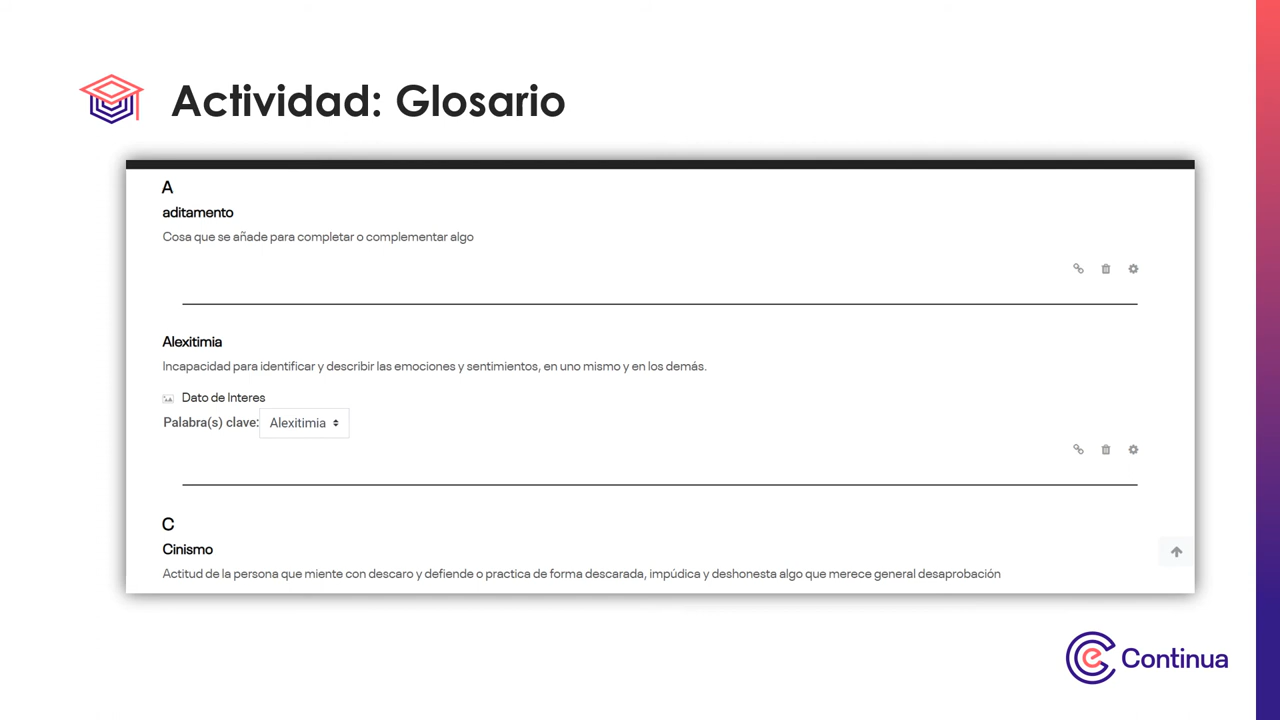 Actividad: Glosario
A
aditamento
Cosa que se añade para completar o complementar algo
Alexitimia
Incapacidad para identificar y describir las emociones y sentimientos, en uno mismo y en los demás.
Dato de Interes
Palabra(s) clave: Alexitimia
C
Cinismo
Actitud de la persona que miente con descaro y defiende o practica de forma descarada, impúdica y deshonesta algo que merece general desaprobación
e Continua